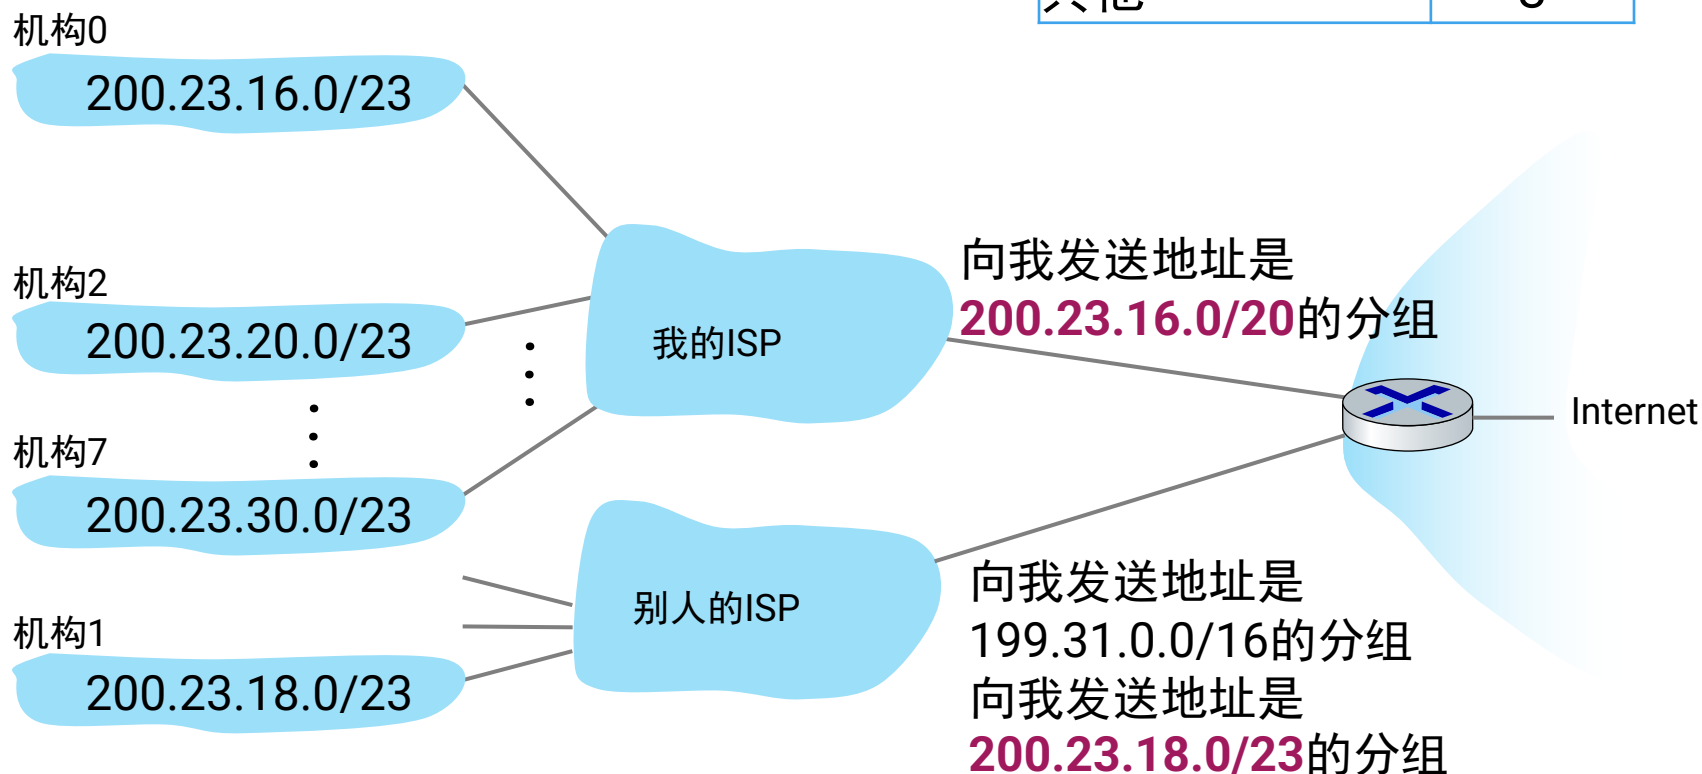 其他
机构0
200.23.16.0/23
机构2
200.23.20.0/23
机构7
200.23.30.0/23
机构1
200.23.18.0/23
我的ISP
别人的ISP
向我发送地址是
200.23.16.0/20的分组
Internet
向我发送地址是
199.31.0.0/16的分组
向我发送地址是
200.23.18.0/23的分组